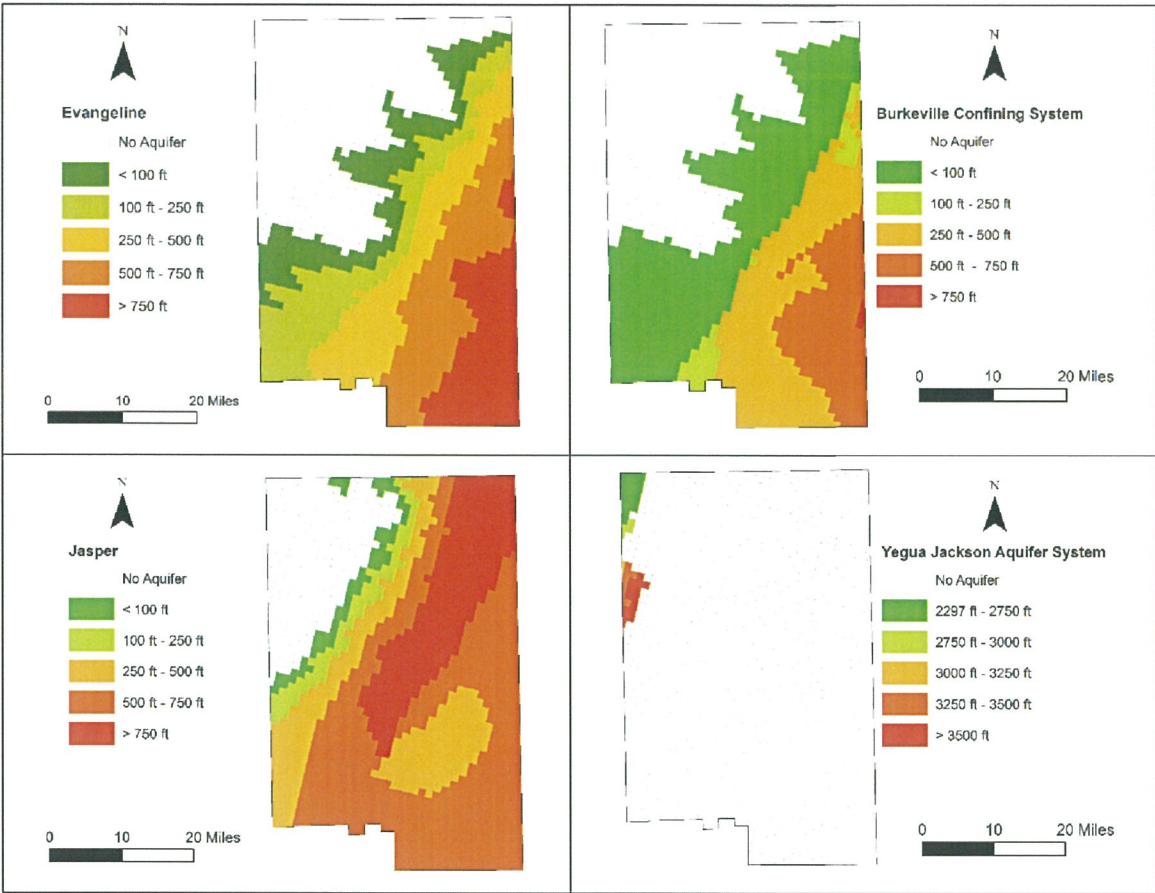 N
Evangeline
No Aquifer
< 100 ft
100 ft - 250 ft
250 ft - 500 ft
500 ft - 750 ft
> 750 ft
0 10 20 Miles
N
Burkeville Confining System
No Aquifer
< 100 ft
100 ft - 250 ft
250 ft - 500 ft
500 ft - 750 ft
> 750 ft
0 10 20 Miles
N
Jasper
No Aquifer
< 100 ft
100 ft - 250 ft
250 ft - 500 ft
500 ft - 750 ft
> 750 ft
0 10 20 Miles
N
Yegua Jackson Aquifer System
No Aquifer
2297 ft - 2750 ft
2750 ft - 3000 ft
3000 ft - 3250 ft
3250 ft - 3500 ft
> 3500 ft
0 10 20 Miles